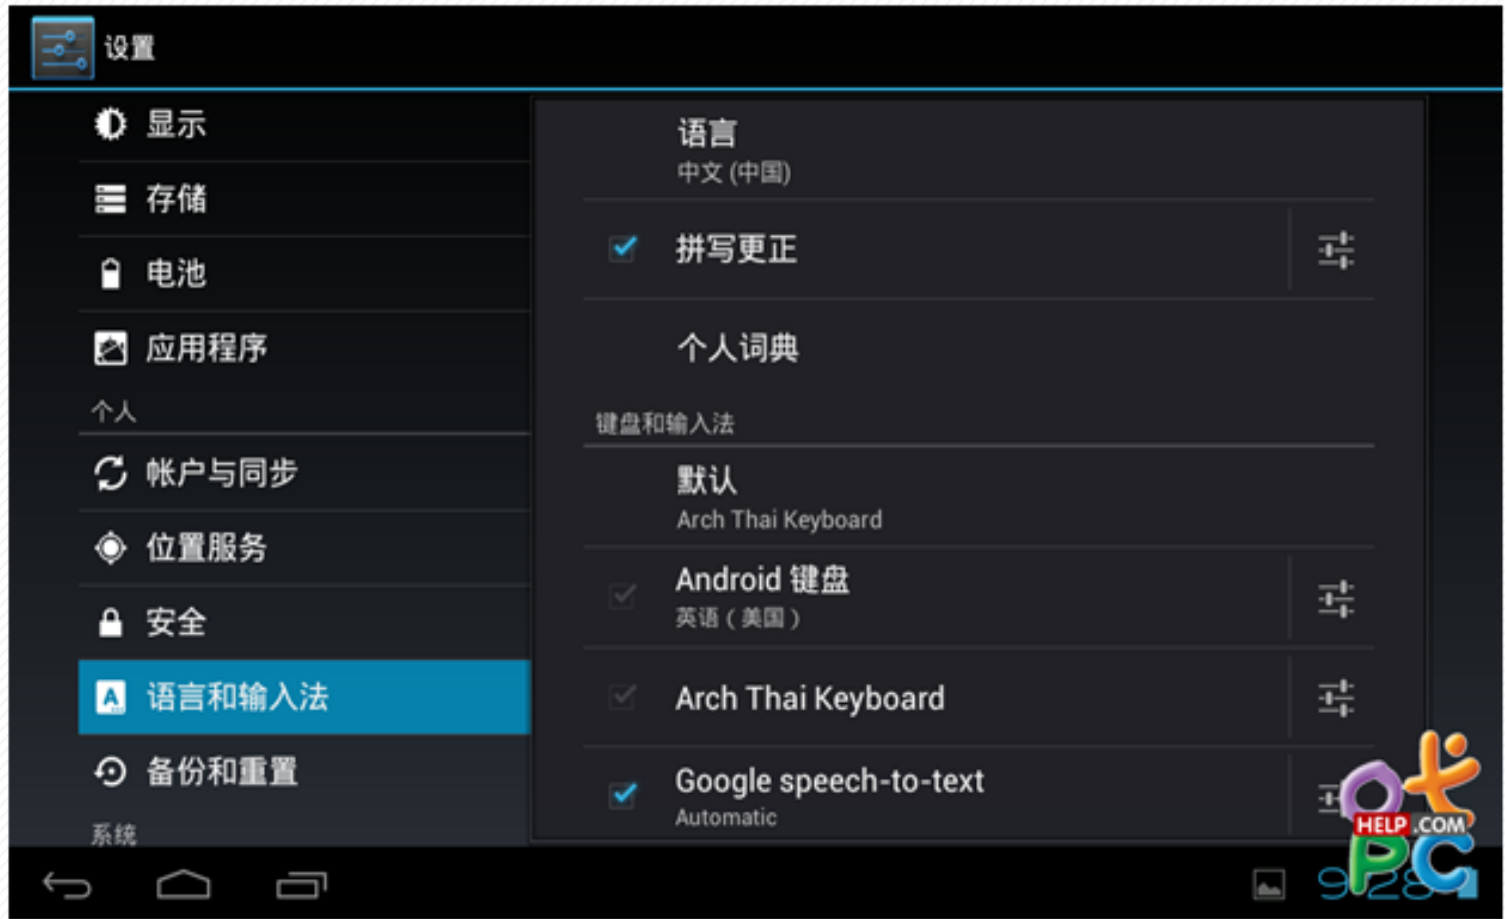 设置
显示
存储
电池
应用程序
个人
帐户与同步
位置服务
安全
语言和输入法
备份和重置
系统
语言
中文 (中国)
拼写更正
个人词典
键盘和输入法
默认
Arch Thai Keyboard
Android 键盘
英语（美国）
Arch Thai Keyboard
Google speech-to-text
Automatic
HELP.COM
PC